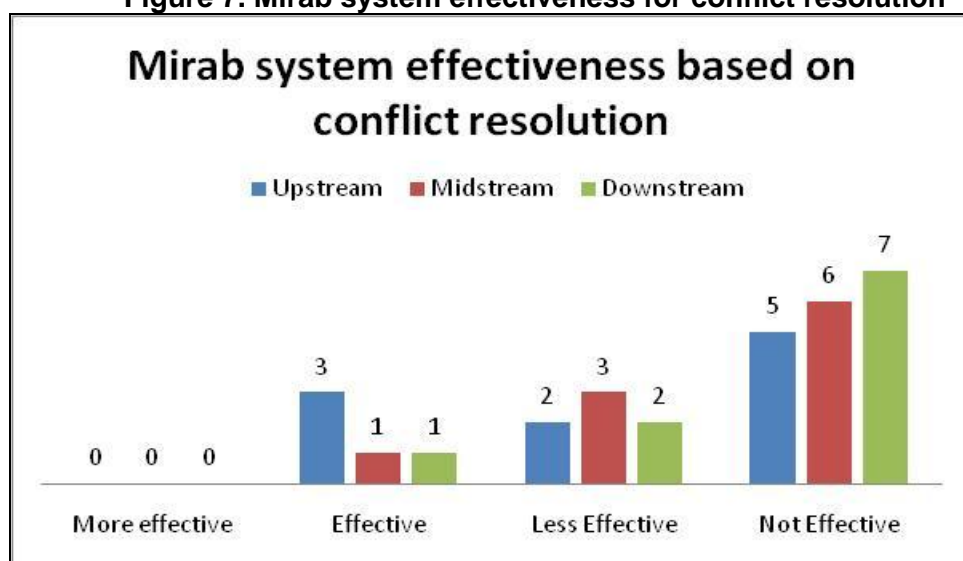 Figure 7: Mirab system effectiveness for conflict resolution
Mirab system effectiveness based on
conflict resolution
Upstream Midstream Downstream
0 0 0 3 1 1 2 3 2 5 6 7
More effective Effective Less Effective Not Effective